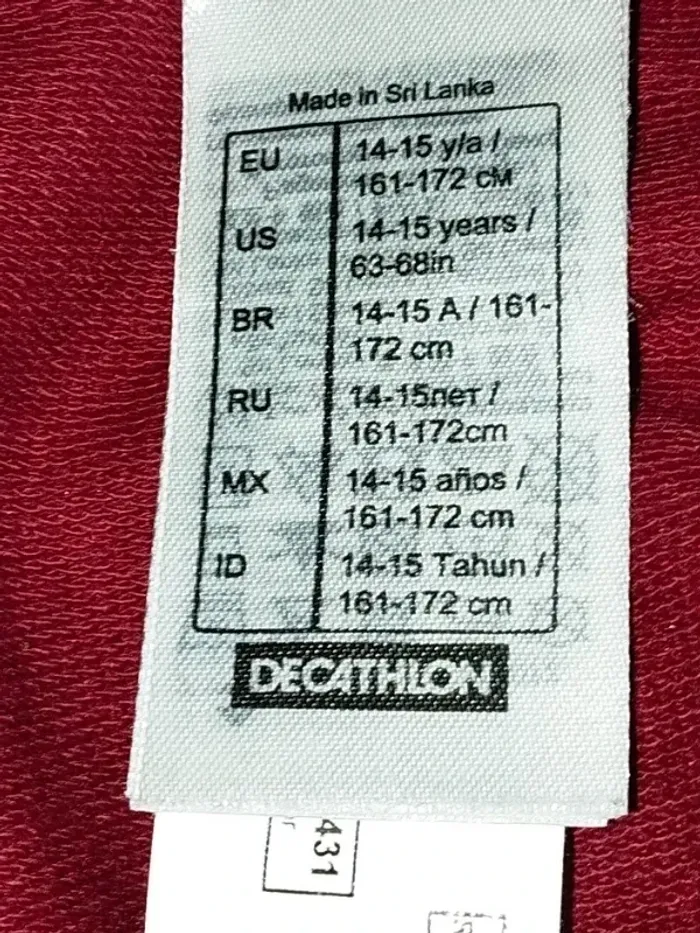 Made in Sri Lanka
EU 14-15 y/a /
161-172 cм
US 14-15 years /
63-68in
BR 14-15 A / 161-
172 cm
RU 14-15лет /
161-172cm
MX 14-15 años /
161-172 cm
ID 14-15 Tahun /
161-172 cm
DECATHLON
431